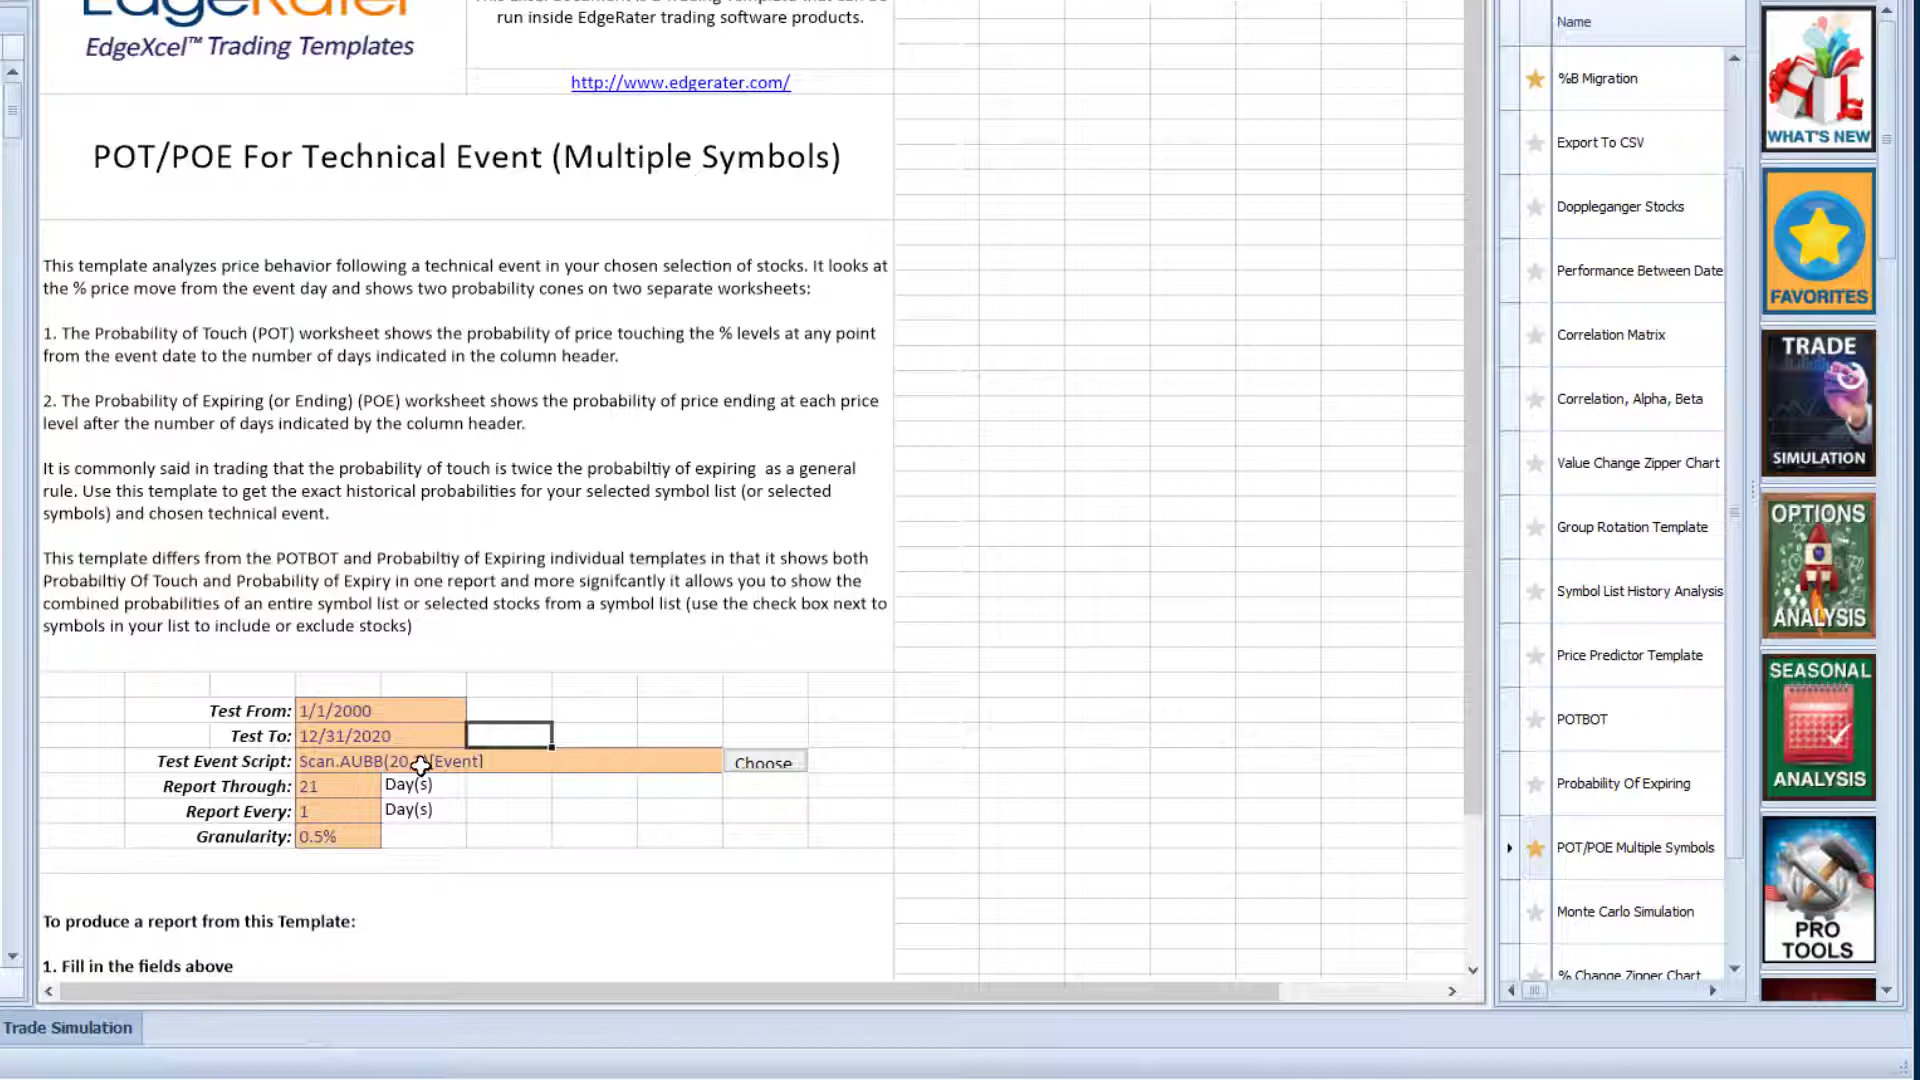 EdgeRater
EdgeXcel™ Trading Templates
run inside EdgeRater trading software products.
http://www.edgerater.com/
POT/POE For Technical Event (Multiple Symbols)
This template analyzes price behavior following a technical event in your chosen selection of stocks. It looks at
the % price move from the event day and shows two probability cones on two separate worksheets:
1. The Probability of Touch (POT) worksheet shows the probability of price touching the % levels at any point
from the event date to the number of days indicated in the column header.
2. The Probability of Expiring (or Ending) (POE) worksheet shows the probability of price ending at each price
level after the number of days indicated by the column header.
It is commonly said in trading that the probability of touch is twice the probabiltiy of expiring  as a general
rule. Use this template to get the exact historical probabilities for your selected symbol list (or selected
symbols) and chosen technical event.
This template differs from the POTBOT and Probabiltiy of Expiring individual templates in that it shows both
Probabiltiy Of Touch and Probability of Expiry in one report and more signifcantly it allows you to show the
combined probabilities of an entire symbol list or selected stocks from a symbol list (use the check box next to
symbols in your list to include or exclude stocks)
Test From: 1/1/2000
Test To: 12/31/2020
Test Event Script: Scan.AUBB(20, [Event] Choose
Report Through: 21 Day(s)
Report Every: 1 Day(s)
Granularity: 0.5%
To produce a report from this Template:
1. Fill in the fields above
Trade Simulation
Name
%B Migration
Export To CSV
Doppleganger Stocks
Performance Between Date
Correlation Matrix
Correlation, Alpha, Beta
Value Change Zipper Chart
Group Rotation Template
Symbol List History Analysis
Price Predictor Template
POTBOT
Probability Of Expiring
POT/POE Multiple Symbols
Monte Carlo Simulation
% Change Zipper Chart
WHAT'S NEW
FAVORITES
TRADE
SIMULATION
OPTIONS
ANALYSIS
SEASONAL
ANALYSIS
PRO
TOOLS